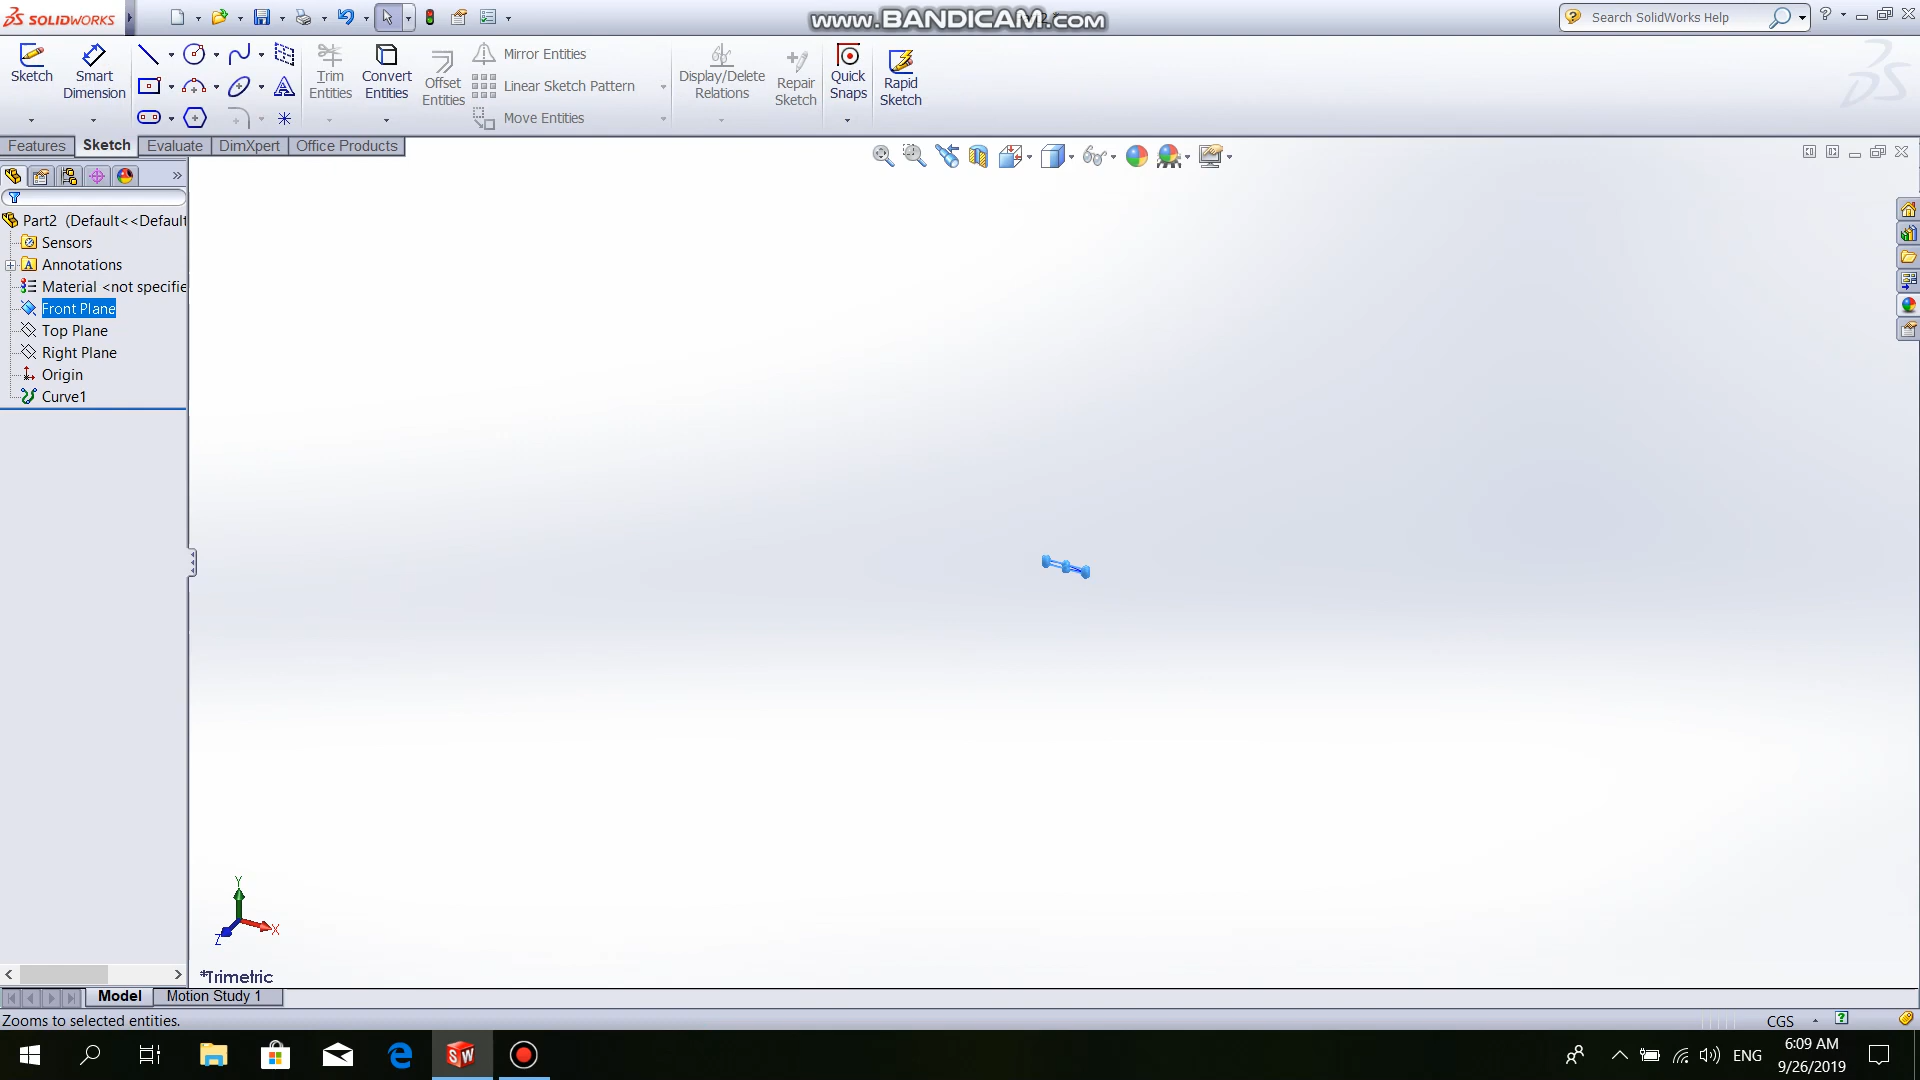 SOLIDWORKS
www.BANDICAM.com
Search SolidWorks Help
Sketch
Smart Dimension
Trim Entities
Convert Entities
Offset Entities
Mirror Entities
Linear Sketch Pattern
Move Entities
Display/Delete Relations
Repair Sketch
Quick Snaps
Rapid Sketch
Features
Sketch
Evaluate
DimXpert
Office Products
Part2 (Default<<Default
Sensors
Annotations
Material <not specifie
Front Plane
Top Plane
Right Plane
Origin
Curve1
Y
X
Z
*Trimetric
Model
Motion Study 1
Zooms to selected entities.
CGS
ENG
6:09 AM
9/26/2019